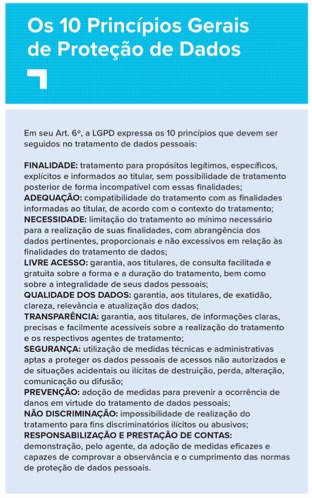 Os 10 Princípios Gerais
de Proteção de Dados
Em seu Art. 6º, a LGPD expressa os 10 princípios que devem ser
seguidos no tratamento de dados pessoais:
FINALIDADE: tratamento para propósitos legítimos, específicos,
explícitos e informados ao titular, sem possibilidade de tratamento
posterior de forma incompatível com essas finalidades;
ADEQUAÇÃO: compatibilidade do tratamento com as finalidades
informadas ao titular, de acordo com o contexto do tratamento;
NECESSIDADE: limitação do tratamento ao mínimo necessário
para a realização de suas finalidades, com abrangência dos
dados pertinentes, proporcionais e não excessivos em relação às
finalidades do tratamento de dados;
LIVRE ACESSO: garantia, aos titulares, de consulta facilitada e
gratuita sobre a forma e a duração do tratamento, bem como
sobre a integralidade de seus dados pessoais;
QUALIDADE DOS DADOS: garantia, aos titulares, de exatidão,
clareza, relevância e atualização dos dados;
TRANSPARÊNCIA: garantia, aos titulares, de informações claras,
precisas e facilmente acessíveis sobre a realização do tratamento
e os respectivos agentes de tratamento;
SEGURANÇA: utilização de medidas técnicas e administrativas
aptas a proteger os dados pessoais de acessos não autorizados e
de situações acidentais ou ilícitas de destruição, perda, alteração,
comunicação ou difusão;
PREVENÇÃO: adoção de medidas para prevenir a ocorrência de
danos em virtude do tratamento de dados pessoais;
NÃO DISCRIMINAÇÃO: impossibilidade de realização do
tratamento para fins discriminatórios ilícitos ou abusivos;
RESPONSABILIZAÇÃO E PRESTAÇÃO DE CONTAS:
demonstração, pelo agente, da adoção de medidas eficazes e
capazes de comprovar a observância e o cumprimento das normas
de proteção de dados pessoais.